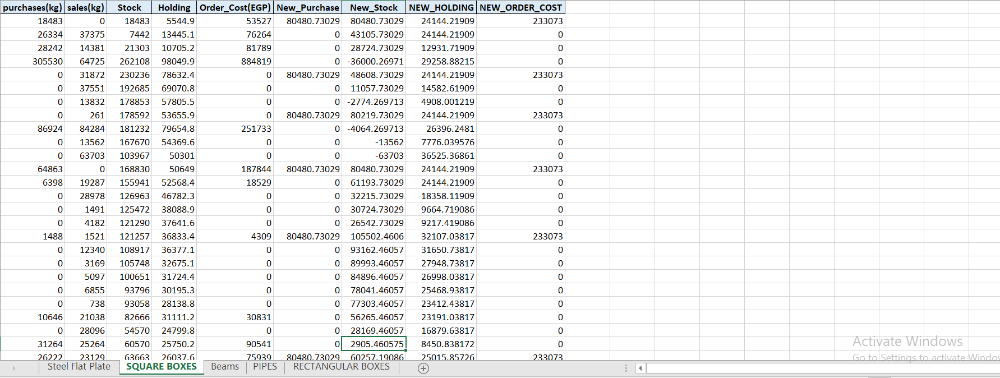 purchases(kg) sales(kg) Stock Holding Order_Cost(EGP) New_Purchase New_Stock NEW_HOLDING NEW_ORDER_COST
18483 0 18483 5544.9 53527 80480.73029 80480.73029 24144.21909 233073
26334 37375 7442 13445.1 76264 0 43105.73029 24144.21909 0
28242 14381 21303 10705.2 81789 0 28724.73029 12931.71909 0
305530 64725 262108 98049.9 884819 0 -36000.26971 29258.88215 0
0 31872 230236 78632.4 0 80480.73029 48608.73029 24144.21909 233073
0 37551 192685 69070.8 0 0 11057.73029 14582.61909 0
0 13832 178853 57805.5 0 0 -2774.269713 4908.001219 0
0 261 178592 53655.9 0 80480.73029 80219.73029 24144.21909 233073
86924 84284 181232 79654.8 251733 0 -4064.269713 26396.2481 0
0 13562 167670 54369.6 0 0 -13562 7776.039576 0
0 63703 103967 50301 0 0 -63703 36525.36861 0
64863 0 168830 50649 187844 80480.73029 80480.73029 24144.21909 233073
6398 19287 155941 52568.4 18529 0 61193.73029 24144.21909 0
0 28978 126963 46782.3 0 0 32215.73029 18358.11909 0
0 1491 125472 38088.9 0 0 30724.73029 9664.719086 0
0 4182 121290 37641.6 0 0 26542.73029 9217.419086 0
1488 1521 121257 36833.4 4309 80480.73029 105502.4606 32107.03817 233073
0 12340 108917 36377.1 0 0 93162.46057 31650.73817 0
0 3169 105748 32675.1 0 0 89993.46057 27948.73817 0
0 5097 100651 31724.4 0 0 84896.46057 26998.03817 0
0 6855 93796 30195.3 0 0 78041.46057 25468.93817 0
0 738 93058 28138.8 0 0 77303.46057 23412.43817 0
10646 21038 82666 31111.2 30831 0 56265.46057 23191.03817 0
0 28096 54570 24799.8 0 0 28169.46057 16879.63817 0
31264 25264 60570 25750.2 90541 0 2905.460575 8450.838172 0
26222 23129 63663 26037.6 75939 80480.73029 60257.19086 25015.85726 233073
Activate Windows
Go to Settings to activate Windows
Steel Flat Plate SQUARE BOXES Beams PIPES RECTANGULAR BOXES